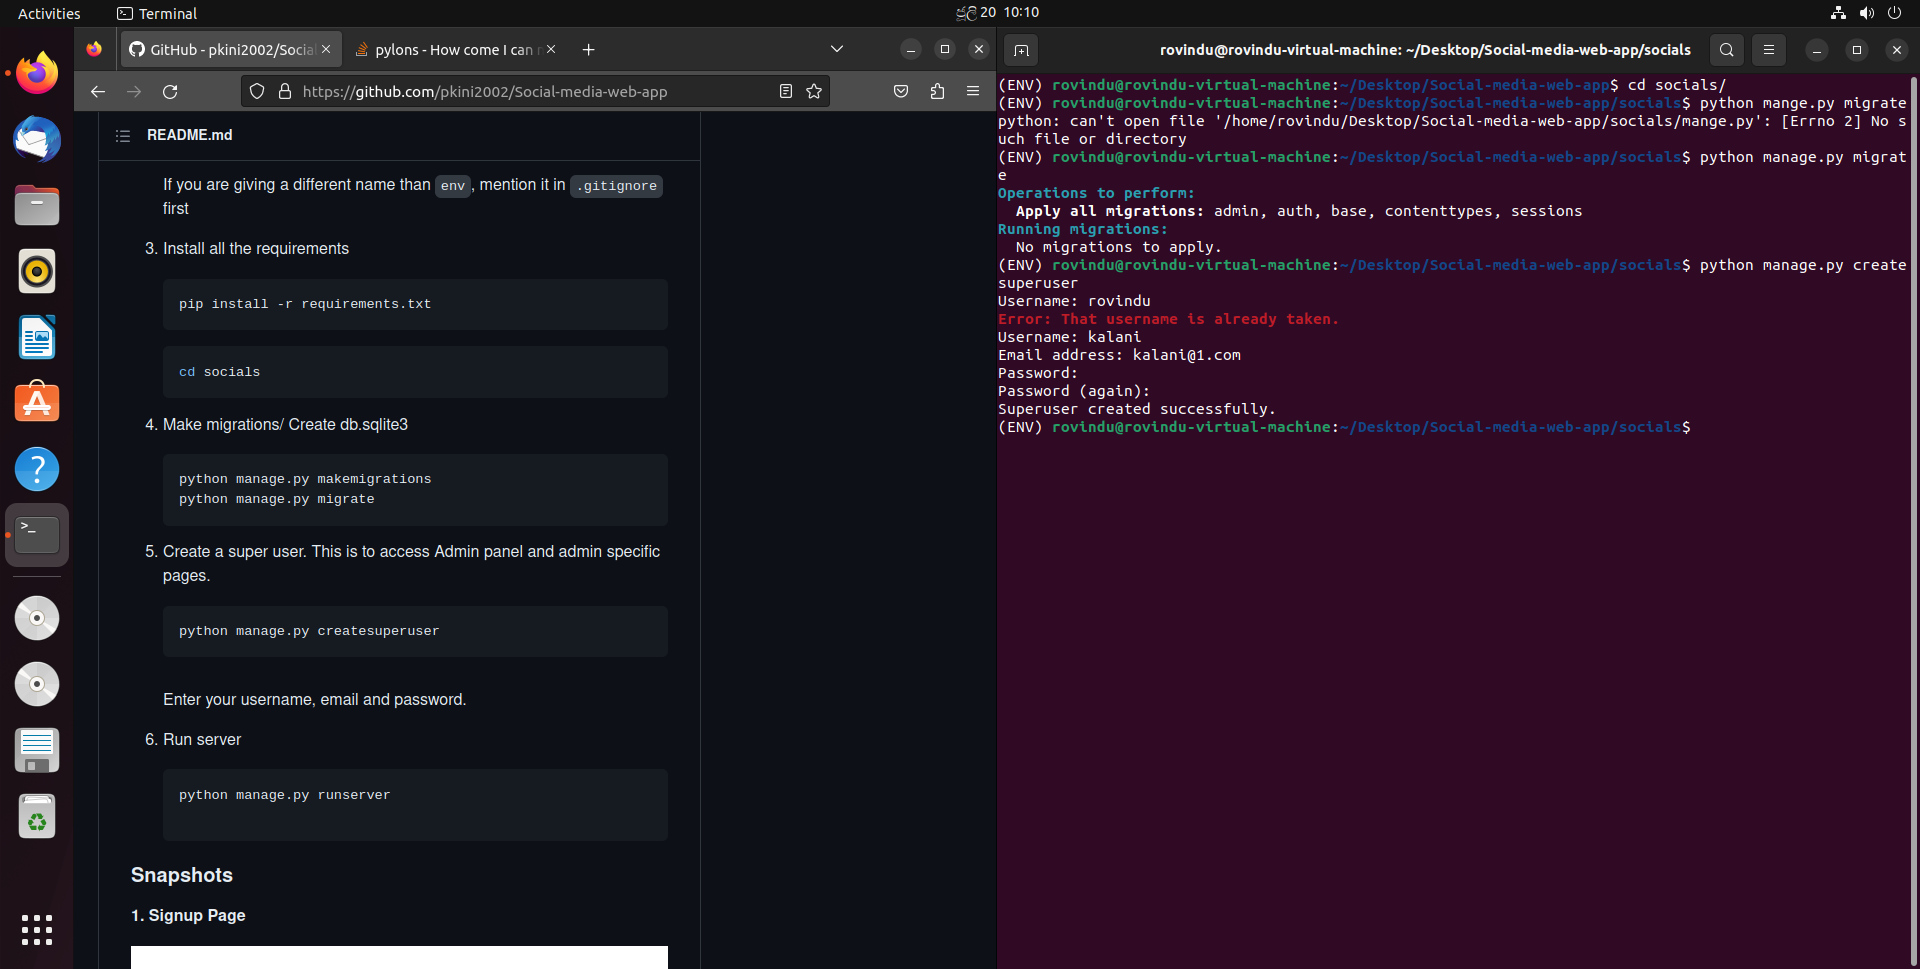 Activities
Terminal
ජූලි 20 10:10
GitHub - pkini2002/Social
pylons - How come I can n
https://github.com/pkini2002/Social-media-web-app
README.md
If you are giving a different name than env, mention it in .gitignore
first
3. Install all the requirements
pip install -r requirements.txt
cd socials
4. Make migrations/ Create db.sqlite3
python manage.py makemigrations
python manage.py migrate
5. Create a super user. This is to access Admin panel and admin specific
pages.
python manage.py createsuperuser
Enter your username, email and password.
6. Run server
python manage.py runserver
Snapshots
1. Signup Page
rovindu@rovindu-virtual-machine: ~/Desktop/Social-media-web-app/socials
(ENV) rovindu@rovindu-virtual-machine:~/Desktop/Social-media-web-app$ cd socials/
(ENV) rovindu@rovindu-virtual-machine:~/Desktop/Social-media-web-app/socials$ python mange.py migrate
python: can't open file '/home/rovindu/Desktop/Social-media-web-app/socials/mange.py': [Errno 2] No s
uch file or directory
(ENV) rovindu@rovindu-virtual-machine:~/Desktop/Social-media-web-app/socials$ python manage.py migrat
e
Operations to perform:
Apply all migrations: admin, auth, base, contenttypes, sessions
Running migrations:
No migrations to apply.
(ENV) rovindu@rovindu-virtual-machine:~/Desktop/Social-media-web-app/socials$ python manage.py create
superuser
Username: rovindu
Error: That username is already taken.
Username: kalani
Email address: kalani@1.com
Password:
Password (again):
Superuser created successfully.
(ENV) rovindu@rovindu-virtual-machine:~/Desktop/Social-media-web-app/socials$